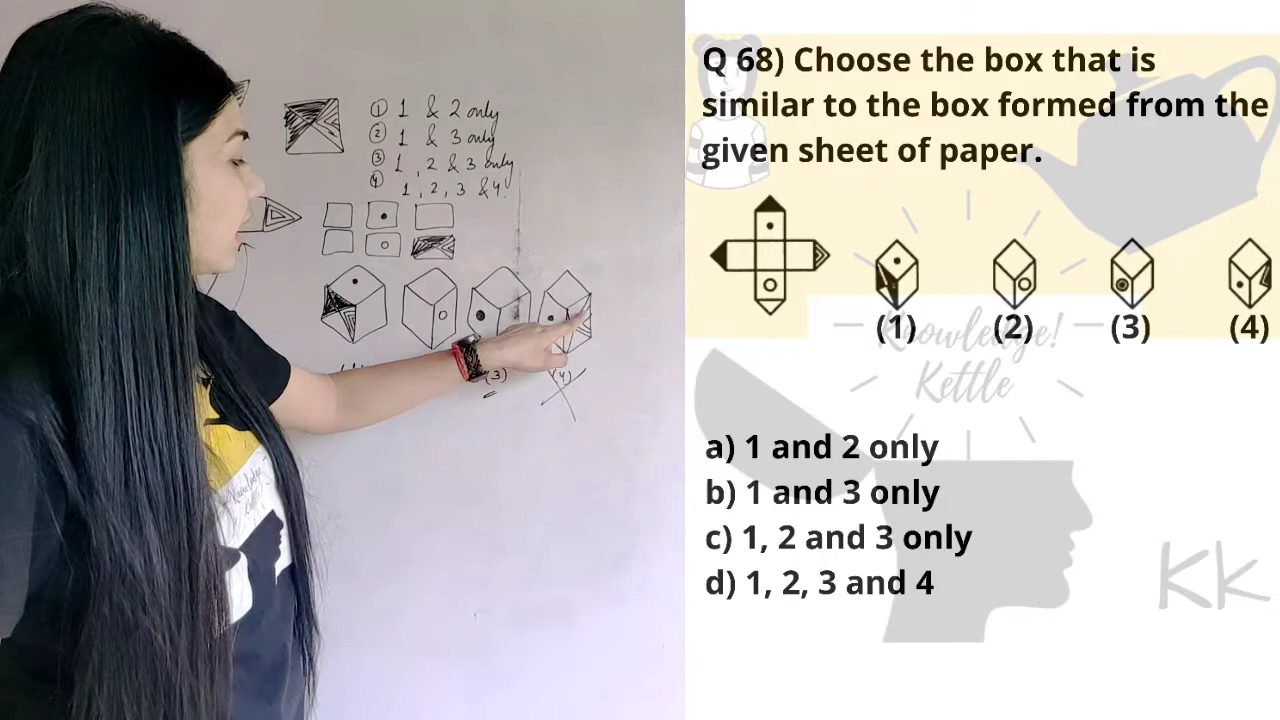 ① 1 & 2 only
② 1 & 3 only
③ 1, 2 & 3 only
④ 1, 2, 3 & 4!
(3)
(4)
Q 68) Choose the box that is
similar to the box formed from the
given sheet of paper.
(1) (2) (3) (4)
Knowledge!
Kettle
a) 1 and 2 only
b) 1 and 3 only
c) 1, 2 and 3 only
d) 1, 2, 3 and 4
KK